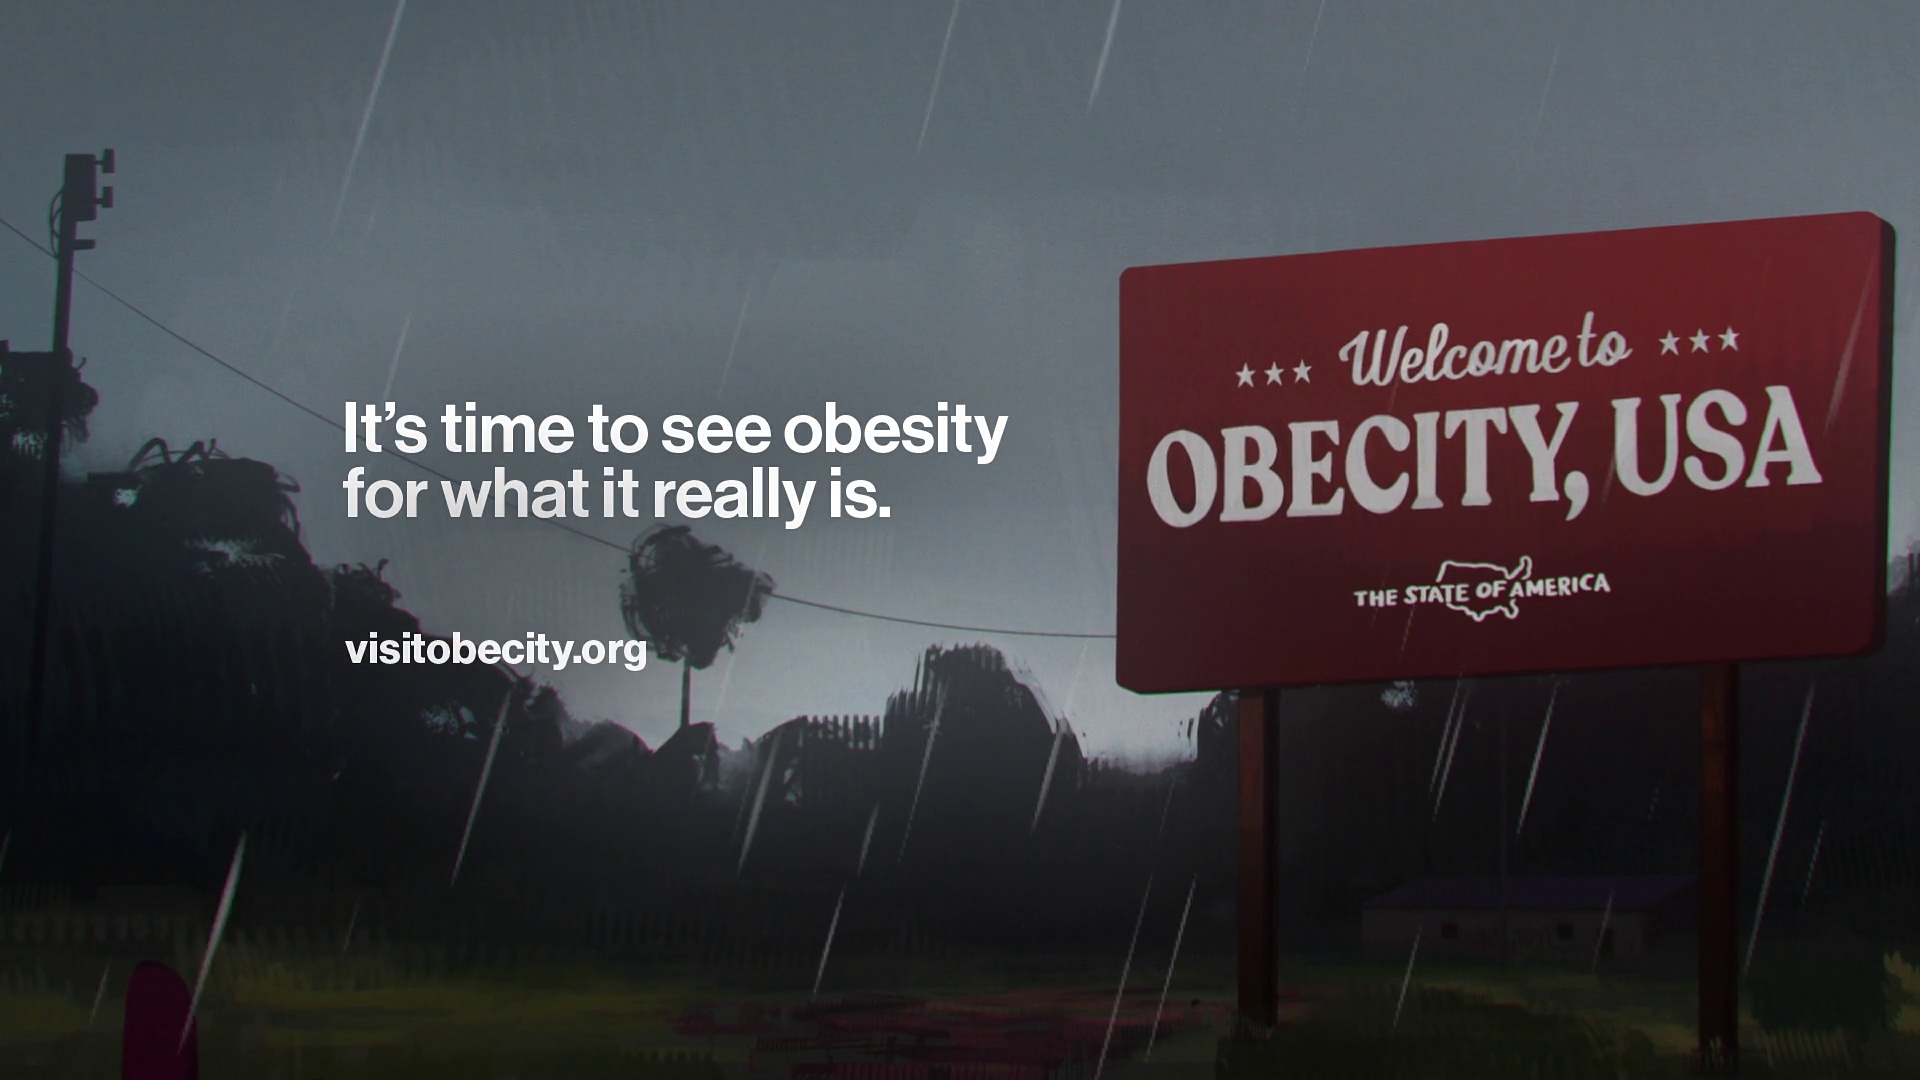 It's time to see obesity
for what it really is.
visitobecity.org
Welcome to
OBECITY, USA
THE STATE OF AMERICA